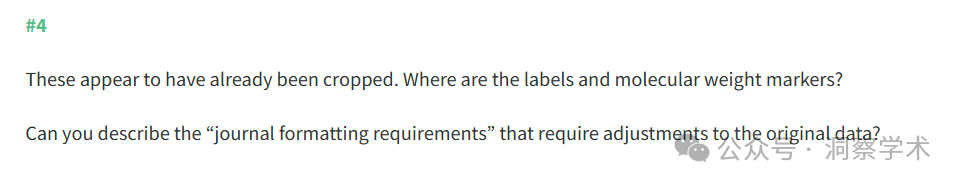 #4
These appear to have already been cropped. Where are the labels and molecular weight markers?
Can you describe the “journal formatting requirements” that require adjustments to the original data?
公众号 · 洞察学术